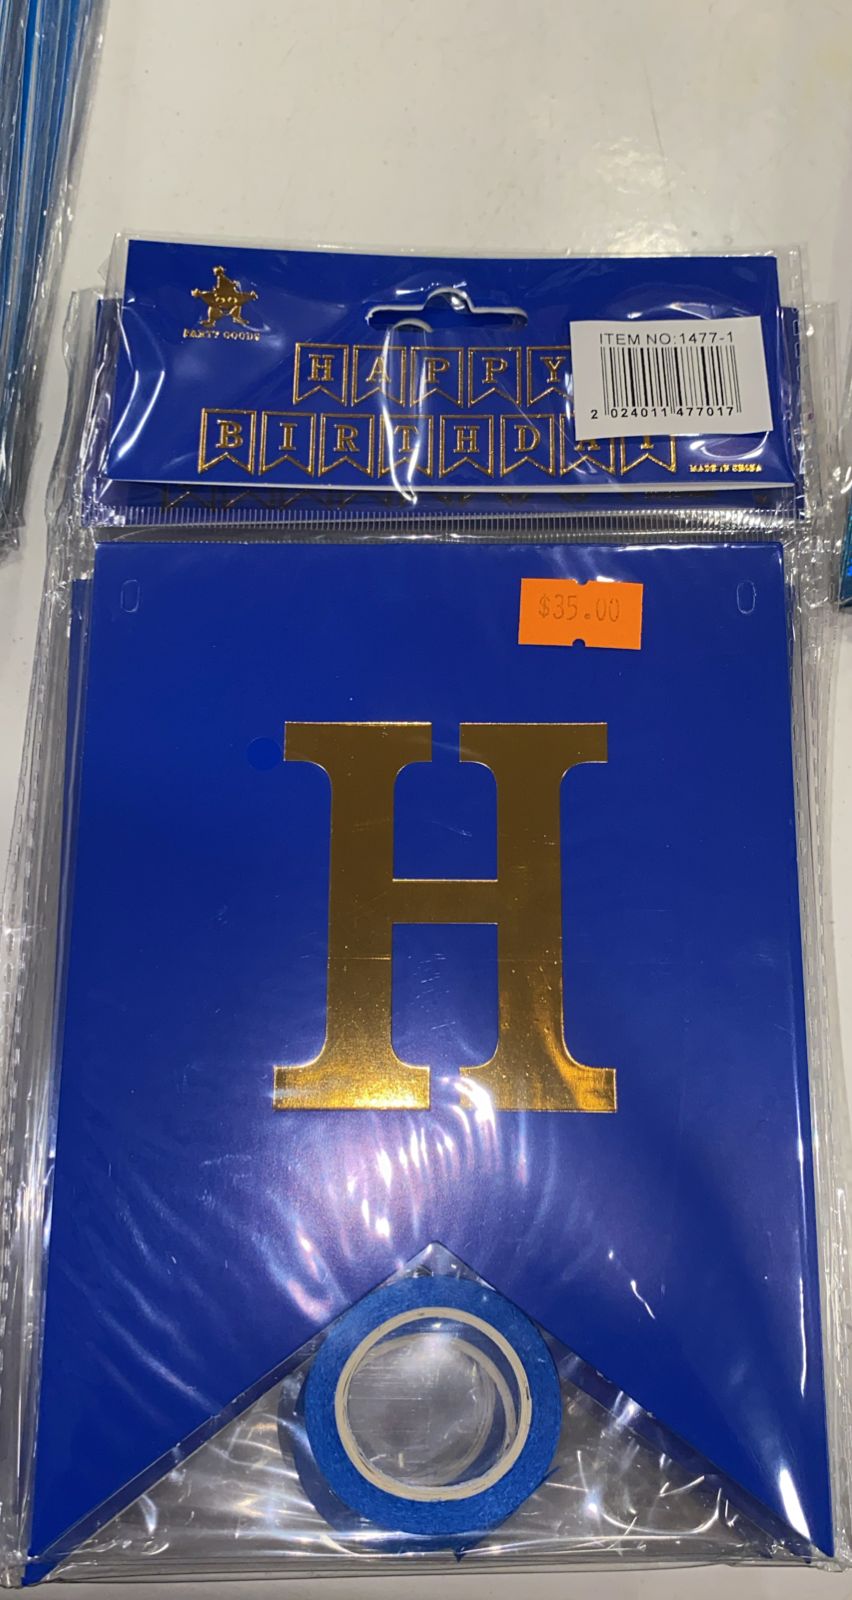 PARTY GOODS
ITEM NO:1477-1
HAPPY
2 024011 477017
BIRTHDAY
MADE IN CHINA
$35.00
H